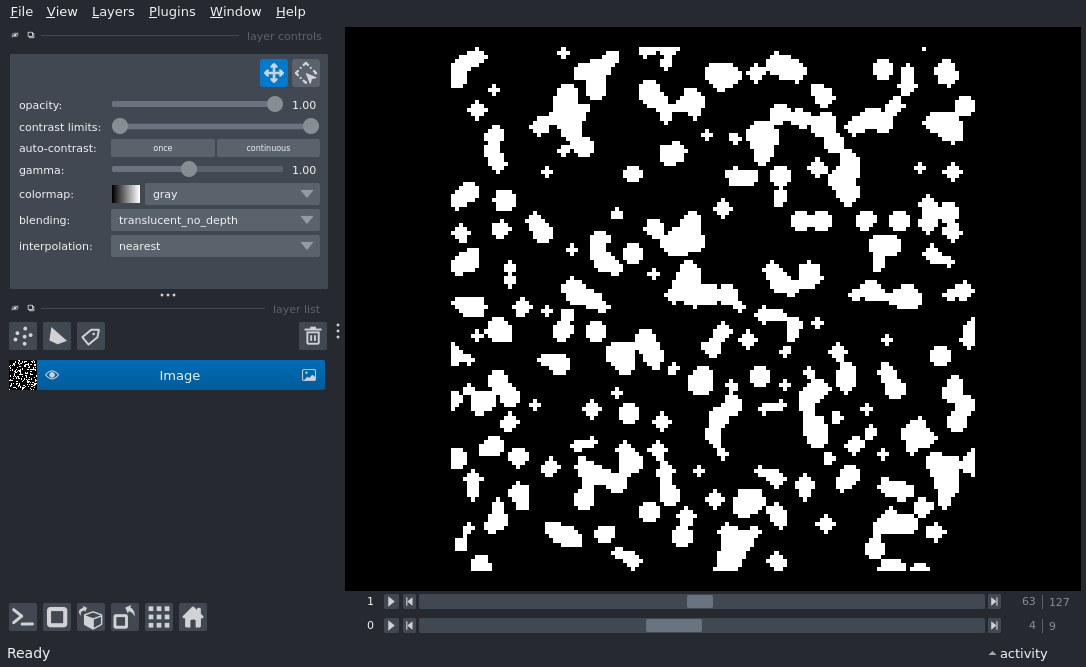 File View Layers Plugins Window Help
layer controls
opacity: 1.00
contrast limits:
auto-contrast: once continuous
gamma: 1.00
colormap: gray
blending: translucent_no_depth
interpolation: nearest
layer list
Image
1 63 127
0 4 9
Ready activity